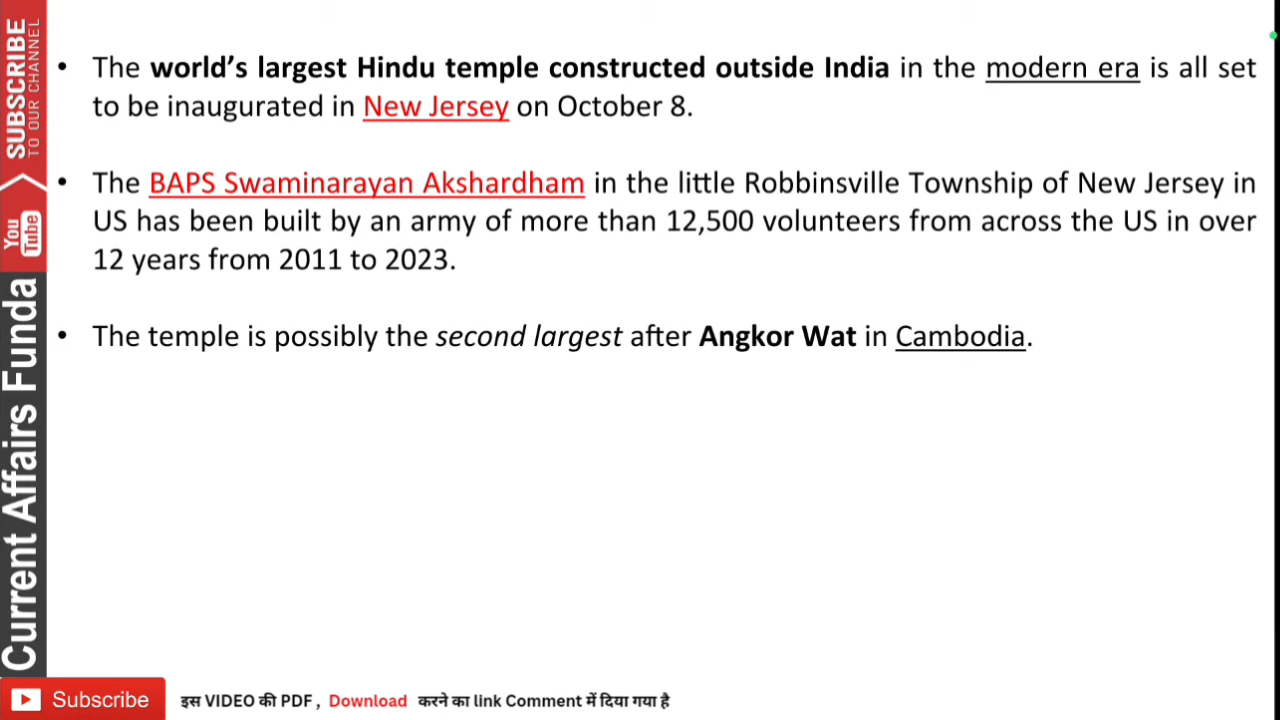 SUBSCRIBE
TO OUR CHANNEL
You
Tube
Current Affairs Funda
• The world’s largest Hindu temple constructed outside India in the modern era is all set
to be inaugurated in New Jersey on October 8.
• The BAPS Swaminarayan Akshardham in the little Robbinsville Township of New Jersey in
US has been built by an army of more than 12,500 volunteers from across the US in over
12 years from 2011 to 2023.
• The temple is possibly the second largest after Angkor Wat in Cambodia.
Subscribe
इस VIDEO की PDF , Download करने का link Comment में दिया गया है